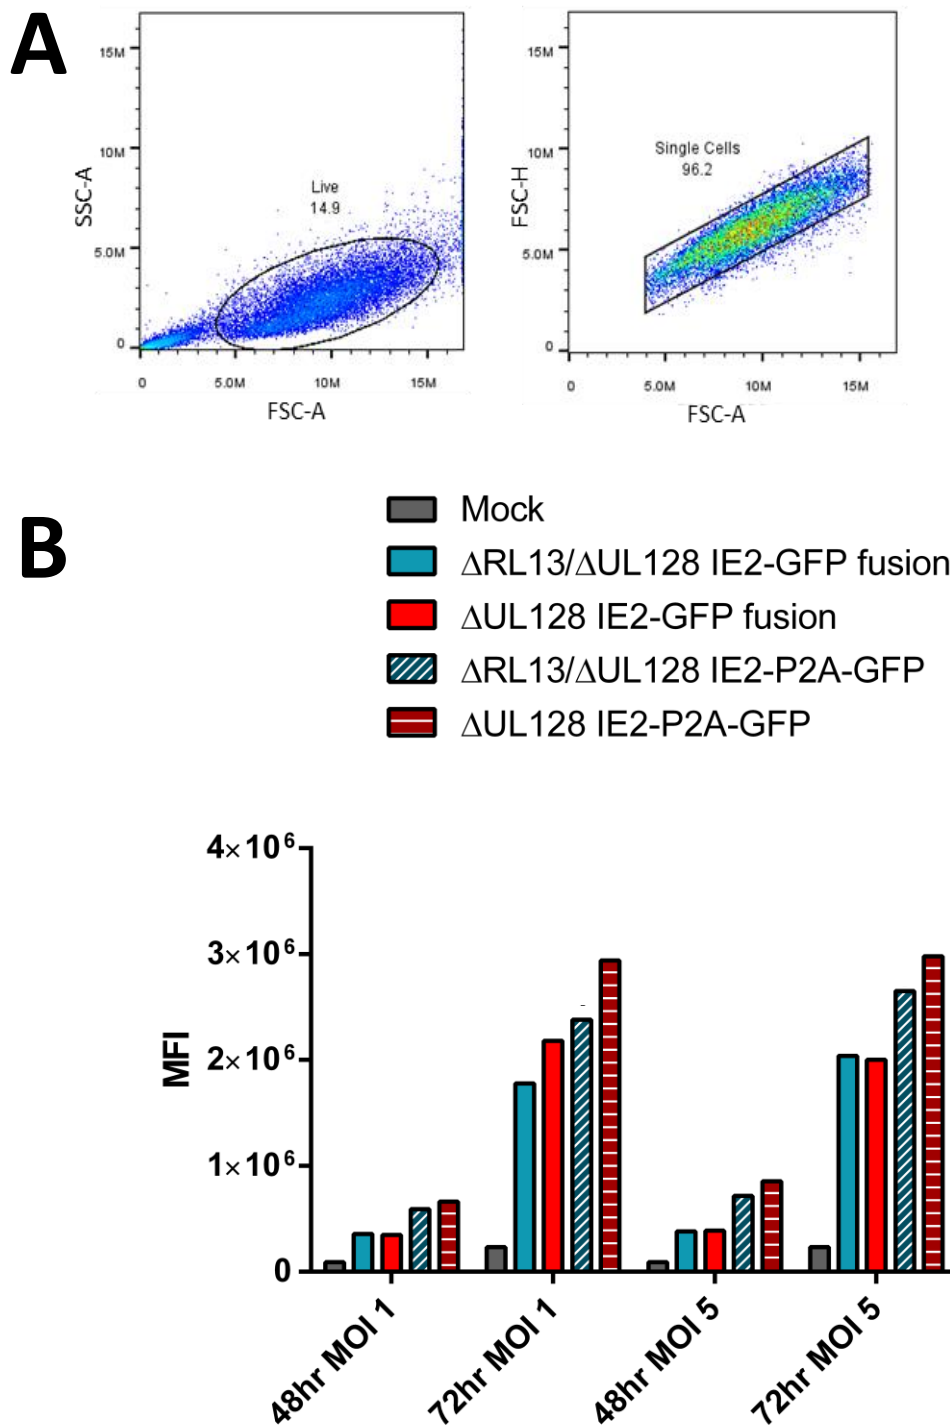 A
15M
10M
5.0M
0
SSC-A
Live
14.9
0 5.0M 10M 15M
FSC-A
15M
10M
5.0M
0
FSC-H
Single Cells
96.2
0 5.0M 10M 15M
FSC-A
B
Mock
ΔRL13/ΔUL128 IE2-GFP fusion
ΔUL128 IE2-GFP fusion
ΔRL13/ΔUL128 IE2-P2A-GFP
ΔUL128 IE2-P2A-GFP
4×10⁶
3×10⁶
2×10⁶
1×10⁶
0
MFI
48hr MOI 1
72hr MOI 1
48hr MOI 5
72hr MOI 5